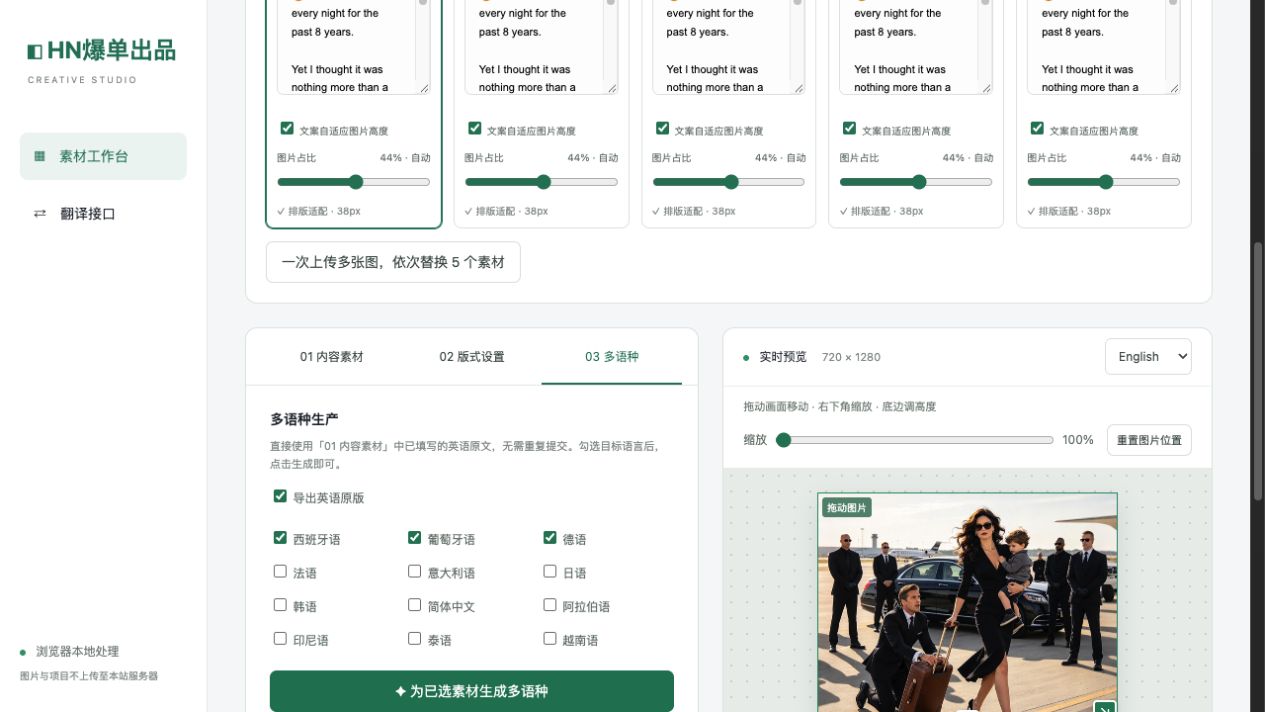 HN爆单出品
CREATIVE STUDIO
素材工作台
翻译接口
浏览器本地处理
图片与项目不上传至本站服务器
every night for the
past 8 years.
Yet I thought it was
nothing more than a
文案自适应图片高度
图片占比 44% · 自动
✓ 排版适配 · 38px
every night for the
past 8 years.
Yet I thought it was
nothing more than a
文案自适应图片高度
图片占比 44% · 自动
✓ 排版适配 · 38px
every night for the
past 8 years.
Yet I thought it was
nothing more than a
文案自适应图片高度
图片占比 44% · 自动
✓ 排版适配 · 38px
every night for the
past 8 years.
Yet I thought it was
nothing more than a
文案自适应图片高度
图片占比 44% · 自动
✓ 排版适配 · 38px
every night for the
past 8 years.
Yet I thought it was
nothing more than a
文案自适应图片高度
图片占比 44% · 自动
✓ 排版适配 · 38px
一次上传多张图，依次替换 5 个素材
01 内容素材 02 版式设置 03 多语种
多语种生产
直接使用「01 内容素材」中已填写的英语原文，无需重复提交。勾选目标语言后，
点击生成即可。
导出英语原版
西班牙语 葡萄牙语 德语
法语 意大利语 日语
韩语 简体中文 阿拉伯语
印尼语 泰语 越南语
✦ 为已选素材生成多语种
实时预览 720 × 1280 English
拖动画面移动 · 右下角缩放 · 底边调高度
缩放 100% 重置图片位置
拖动图片